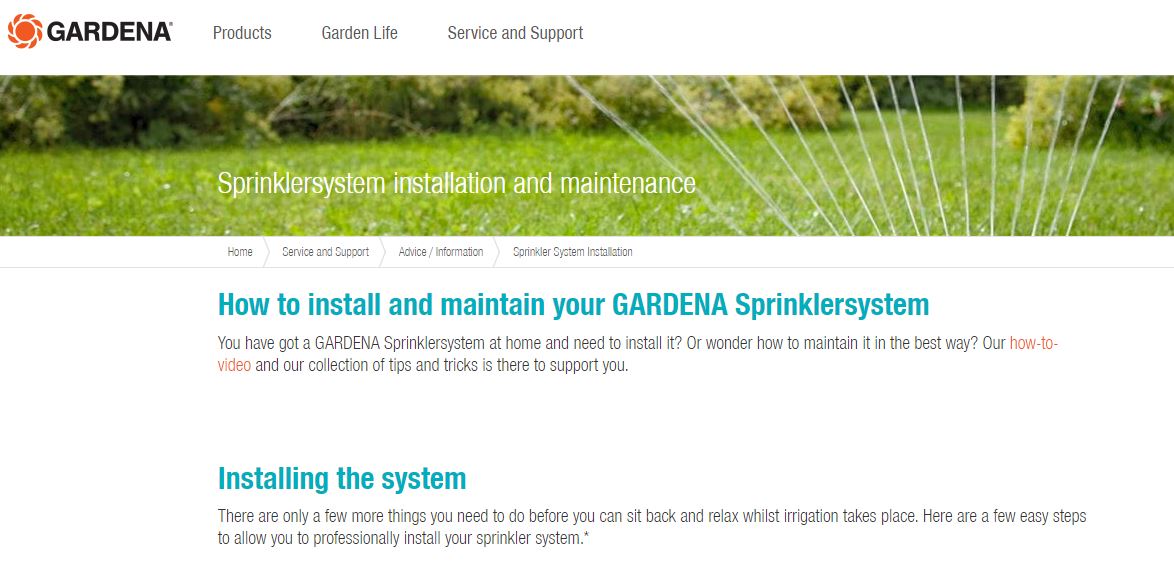 GARDENA®
Products Garden Life Service and Support
Sprinklersystem installation and maintenance
Home Service and Support Advice / Information Sprinkler System Installation
How to install and maintain your GARDENA Sprinklersystem
You have got a GARDENA Sprinklersystem at home and need to install it? Or wonder how to maintain it in the best way? Our how-to-
video and our collection of tips and tricks is there to support you.
Installing the system
There are only a few more things you need to do before you can sit back and relax whilst irrigation takes place. Here are a few easy steps
to allow you to professionally install your sprinkler system.*